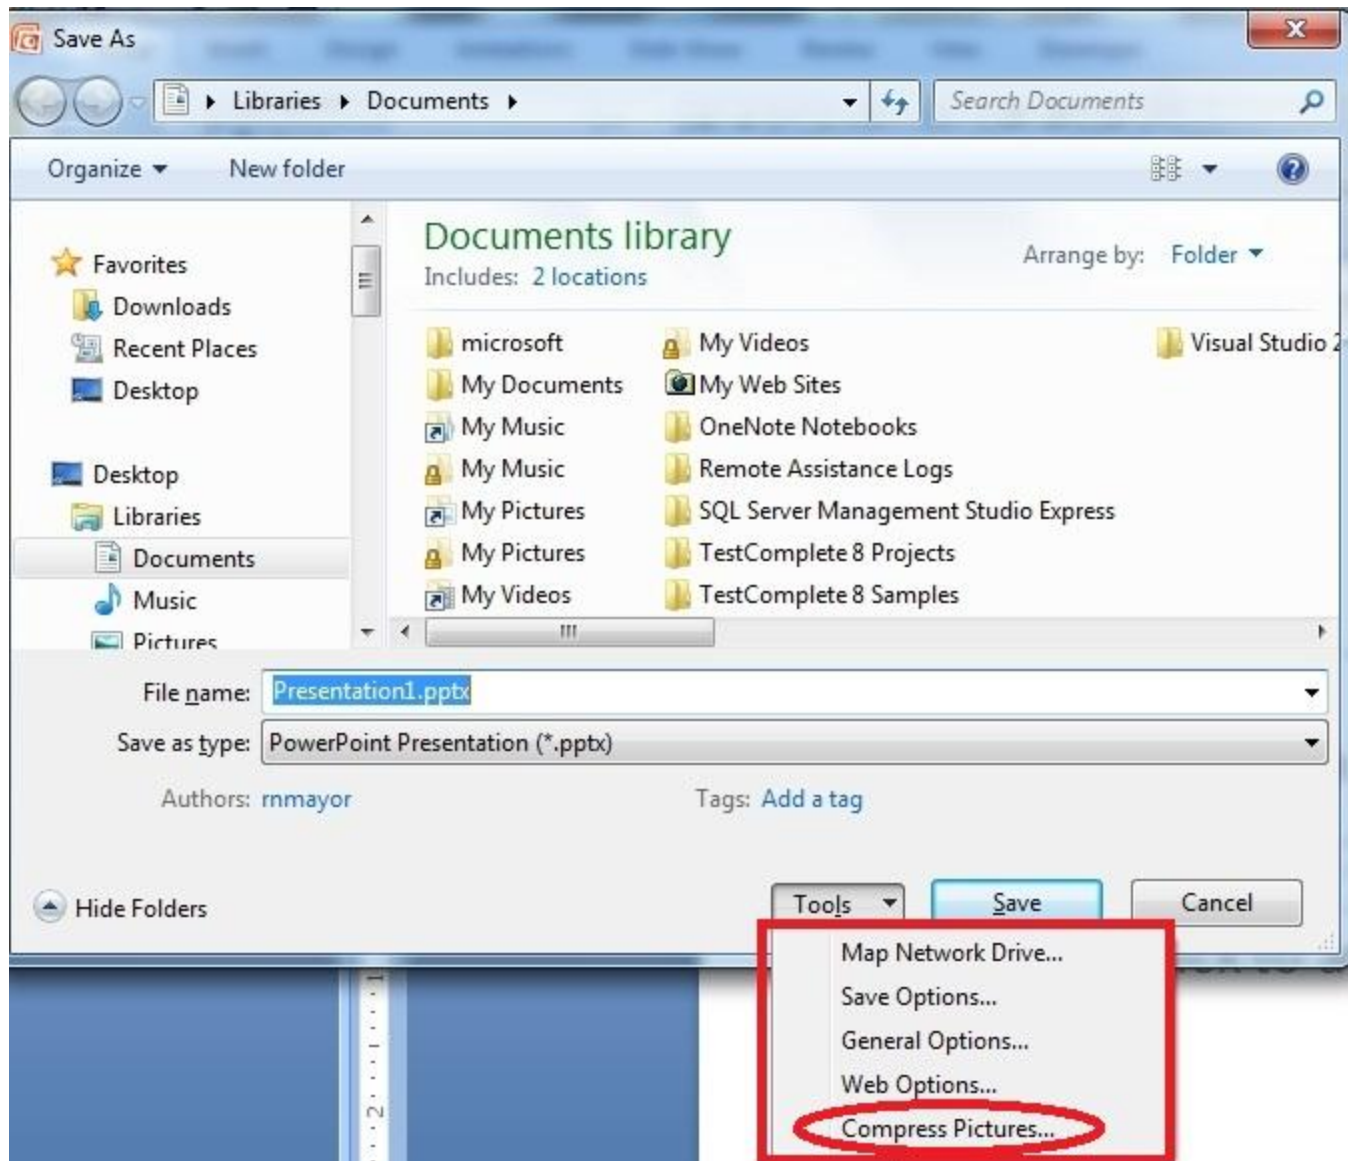 Save As
Libraries Documents
Search Documents
Organize New folder
Favorites
Downloads
Recent Places
Desktop
Desktop
Libraries
Documents
Music
Pictures
Documents library
Includes: 2 locations
Arrange by: Folder
microsoft My Videos Visual Studio 2
My Documents My Web Sites
My Music OneNote Notebooks
My Music Remote Assistance Logs
My Pictures SQL Server Management Studio Express
My Pictures TestComplete 8 Projects
My Videos TestComplete 8 Samples
File name: Presentation1.pptx
Save as type: PowerPoint Presentation (*.pptx)
Authors: rnmayor Tags: Add a tag
Hide Folders Tools Save Cancel
Map Network Drive...
Save Options...
General Options...
Web Options...
Compress Pictures...
1
2